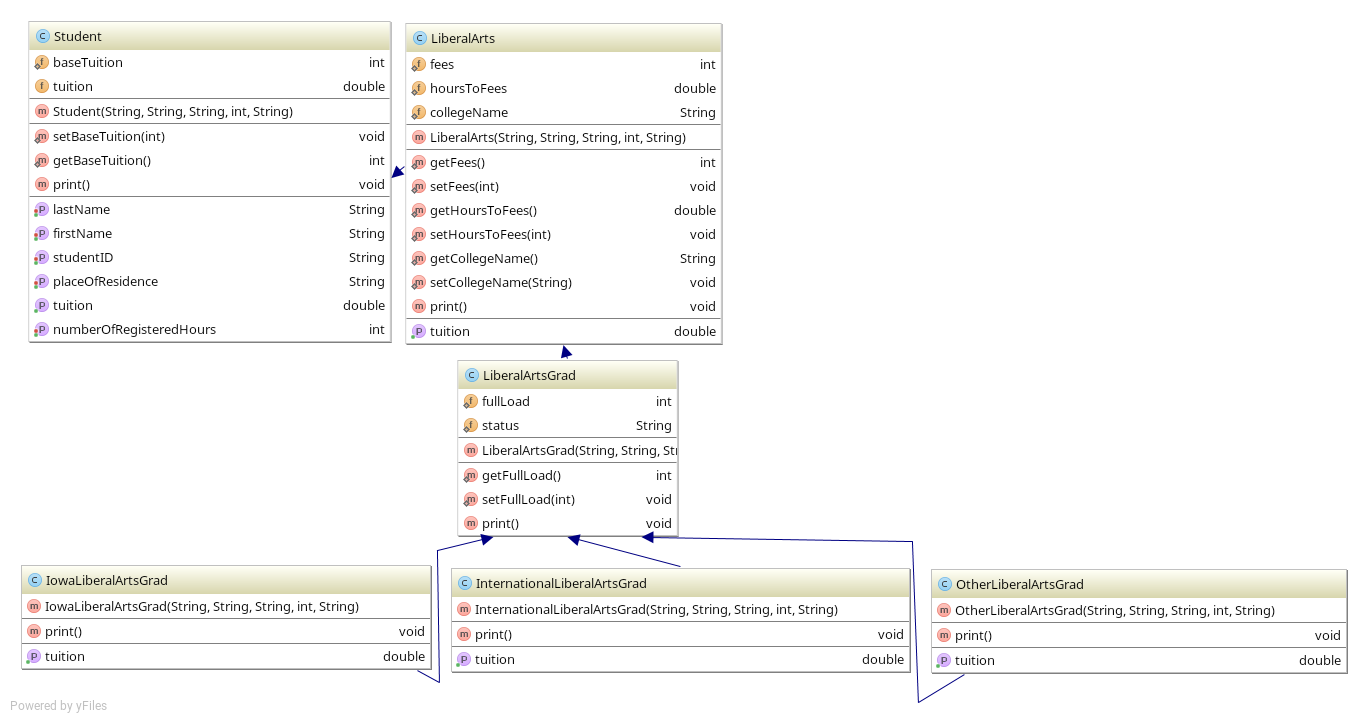 Student
baseTuition int
tuition double
Student(String, String, String, int, String)
setBaseTuition(int) void
getBaseTuition() int
print() void
lastName String
firstName String
studentID String
placeOfResidence String
tuition double
numberOfRegisteredHours int
LiberalArts
fees int
hoursToFees double
collegeName String
LiberalArts(String, String, String, int, String)
getFees() int
setFees(int) void
getHoursToFees() double
setHoursToFees(int) void
getCollegeName() String
setCollegeName(String) void
print() void
tuition double
LiberalArtsGrad
fullLoad int
status String
LiberalArtsGrad(String, String, Str
getFullLoad() int
setFullLoad(int) void
print() void
IowaLiberalArtsGrad
IowaLiberalArtsGrad(String, String, String, int, String)
print() void
tuition double
InternationalLiberalArtsGrad
InternationalLiberalArtsGrad(String, String, String, int, String)
print() void
tuition double
OtherLiberalArtsGrad
OtherLiberalArtsGrad(String, String, String, int, String)
print() void
tuition double
Powered by yFiles